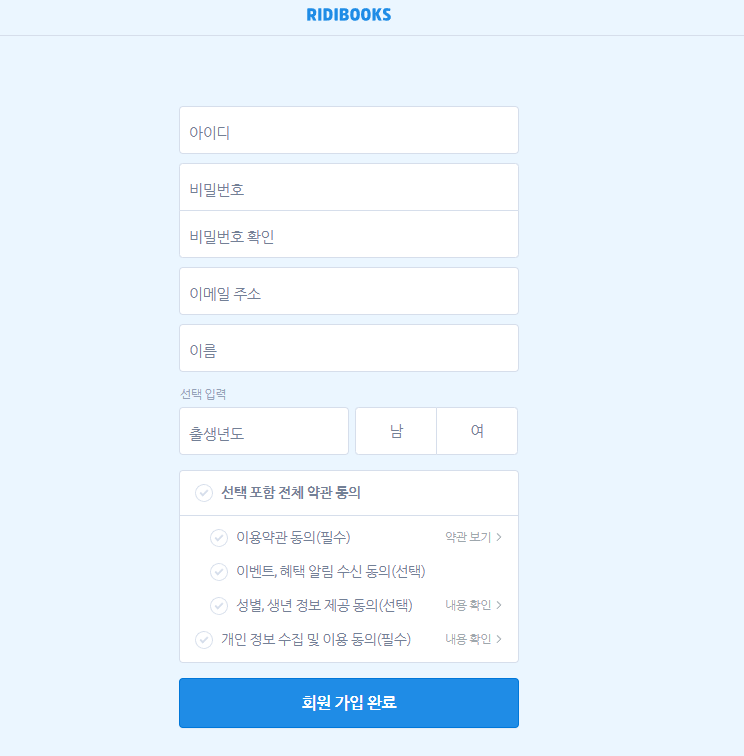 RIDIBOOKS
아이디
비밀번호
비밀번호 확인
이메일 주소
이름
선택 입력
출생년도 남 여
선택 포함 전체 약관 동의
이용약관 동의(필수) 약관 보기
이벤트, 혜택 알림 수신 동의(선택)
성별, 생년 정보 제공 동의(선택) 내용 확인
개인 정보 수집 및 이용 동의(필수) 내용 확인
회원 가입 완료